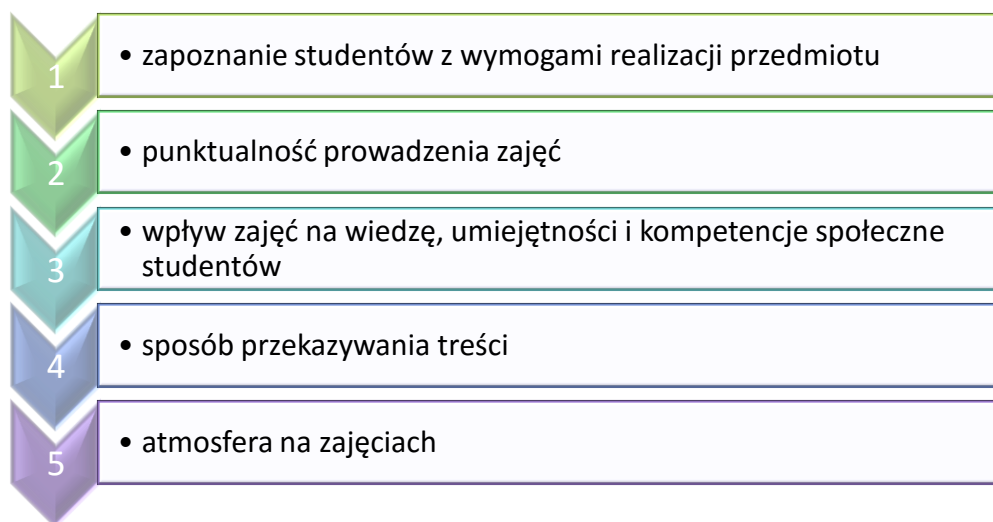 1
• zapoznanie studentów z wymogami realizacji przedmiotu
2
• punktualność prowadzenia zajęć
3
• wpływ zajęć na wiedzę, umiejętności i kompetencje społeczne
studentów
4
• sposób przekazywania treści
5
• atmosfera na zajęciach